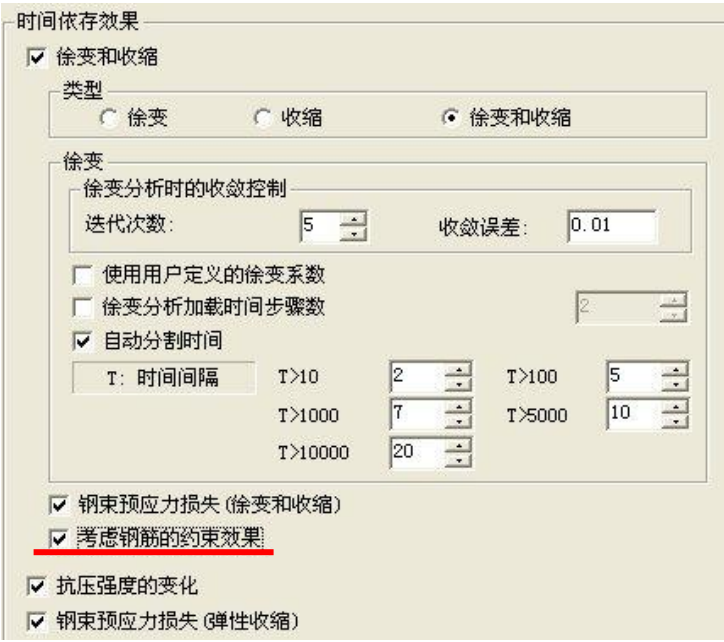 时间依存效果
徐变和收缩
类型
徐变 收缩 徐变和收缩
徐变
徐变分析时的收敛控制
迭代次数: 5 收敛误差: 0.01
使用用户定义的徐变系数
徐变分析加载时间步骤数 2
自动分割时间
T: 时间间隔 T>10 2 T>100 5
T>1000 7 T>5000 10
T>10000 20
钢束预应力损失(徐变和收缩)
考虑钢筋的约束效果
抗压强度的变化
钢束预应力损失(弹性收缩)